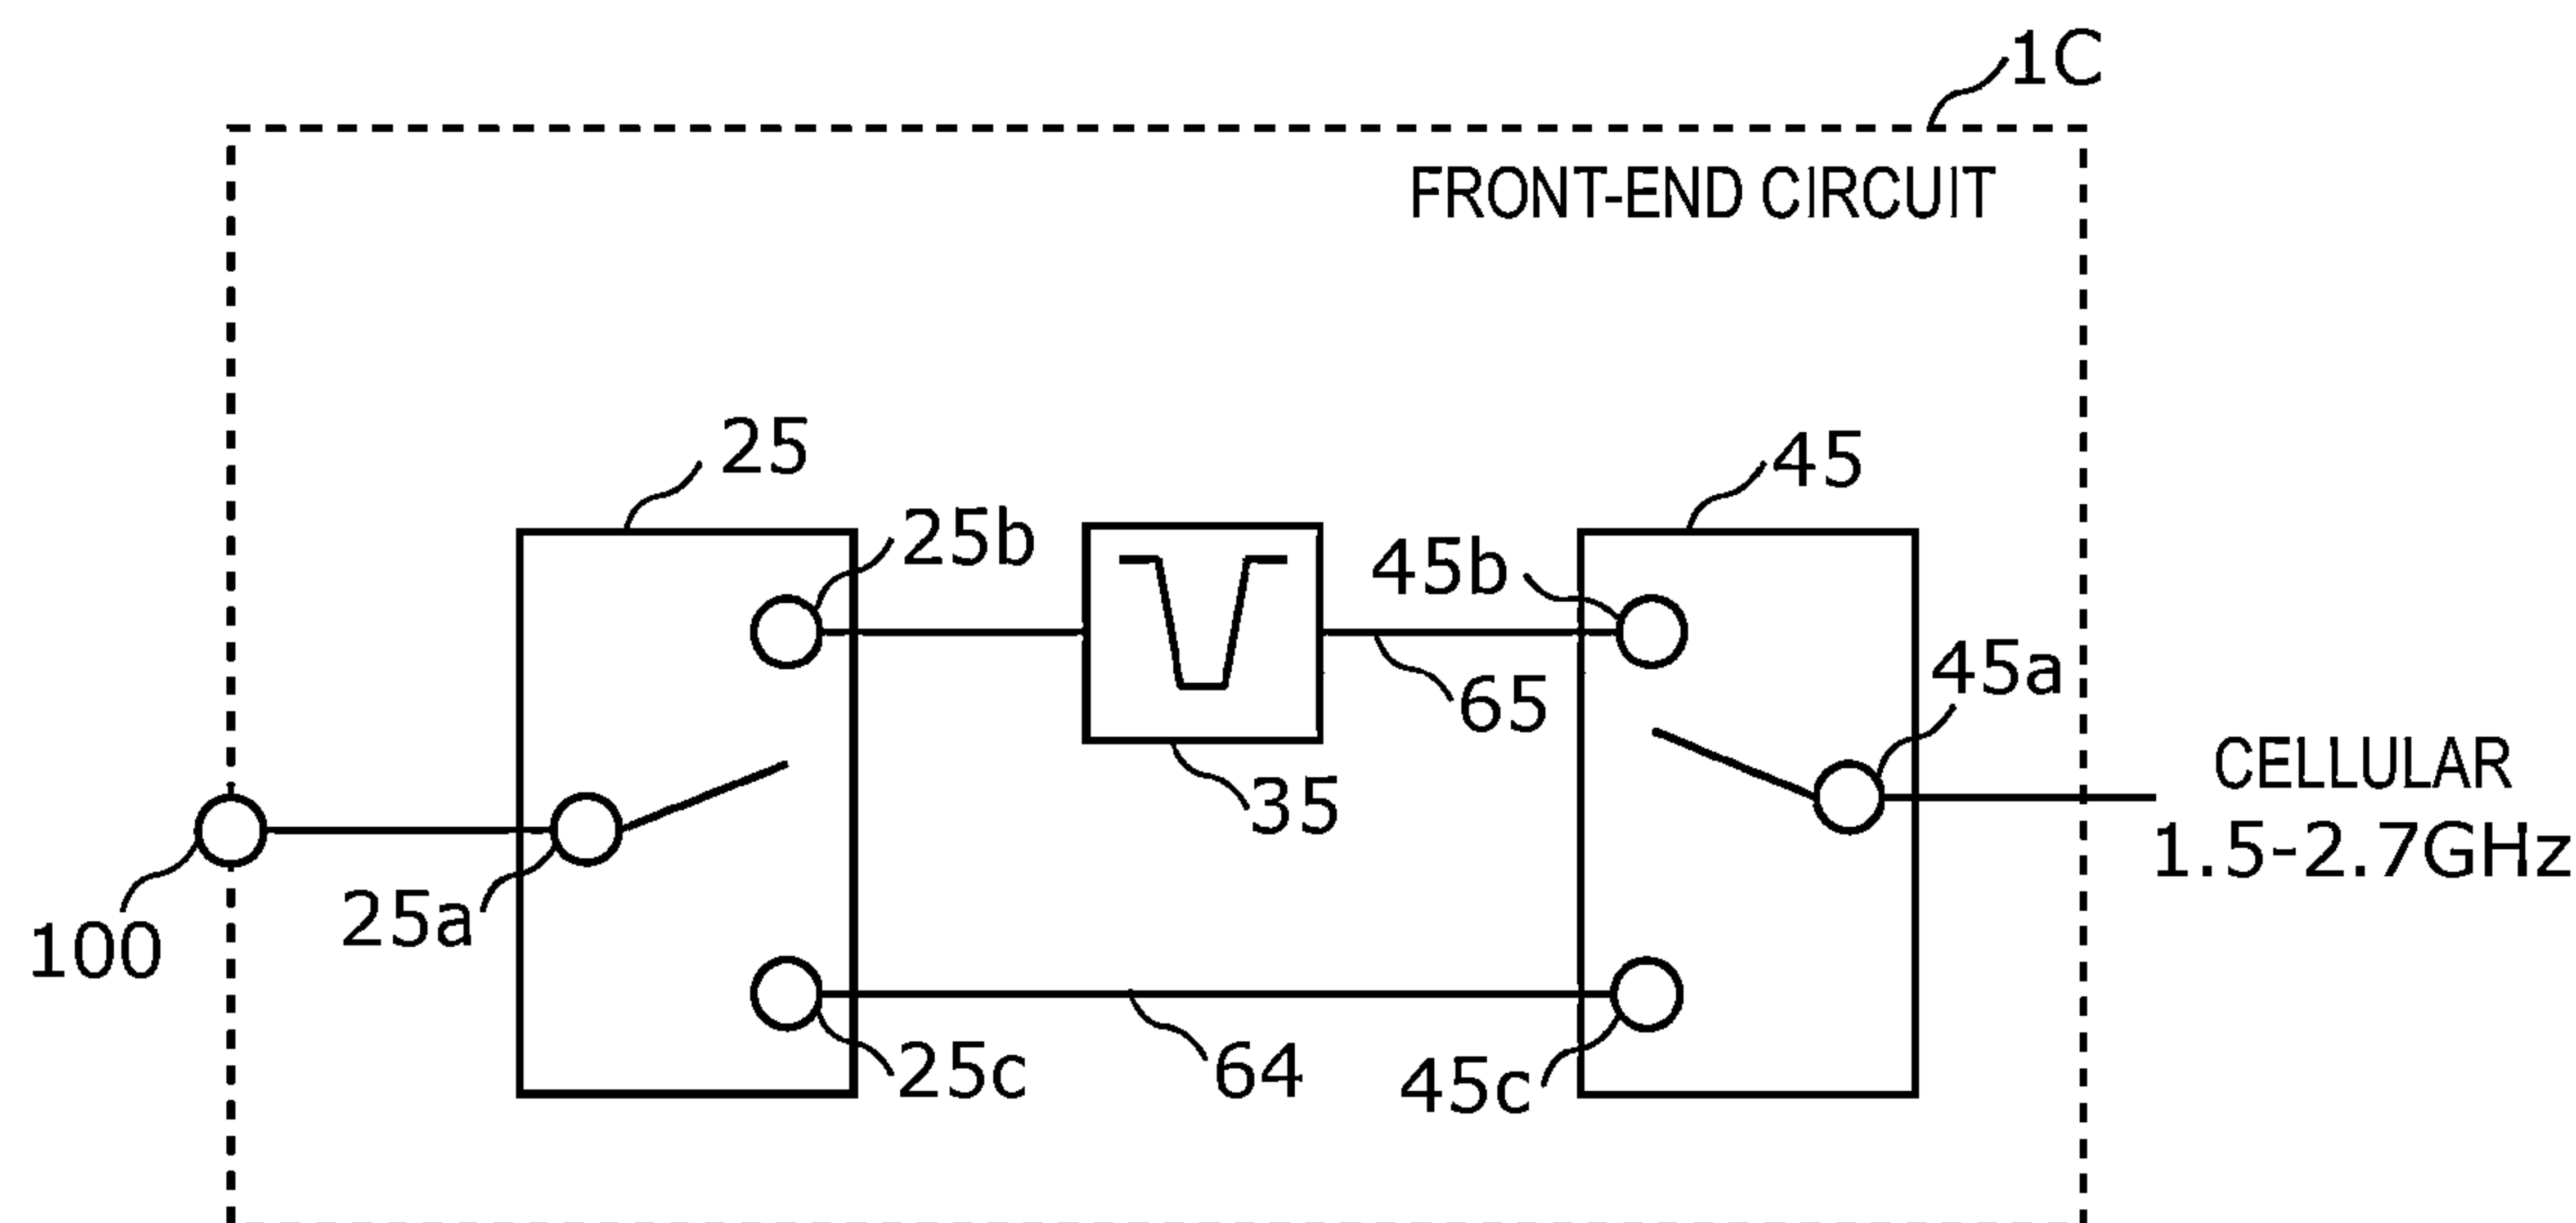 1C
FRONT-END CIRCUIT
25
45
25b
45b
45a
65
35
CELLULAR
1.5-2.7GHz
25a
100
25c
64
45c